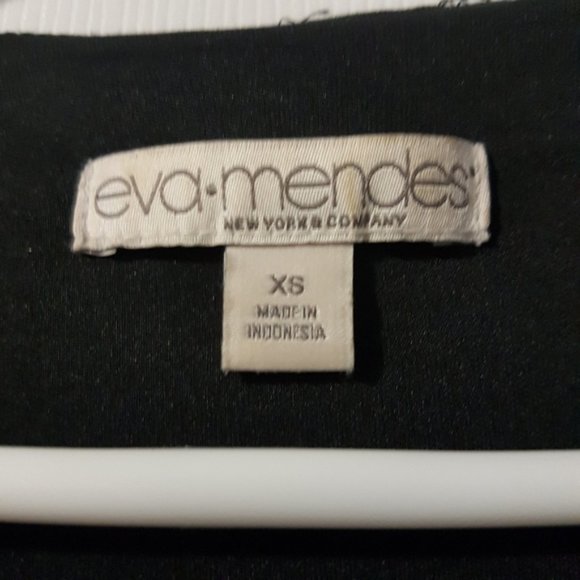 eva•mendes
NEW YORK & COMPANY
XS
MADE IN
INDONESIA